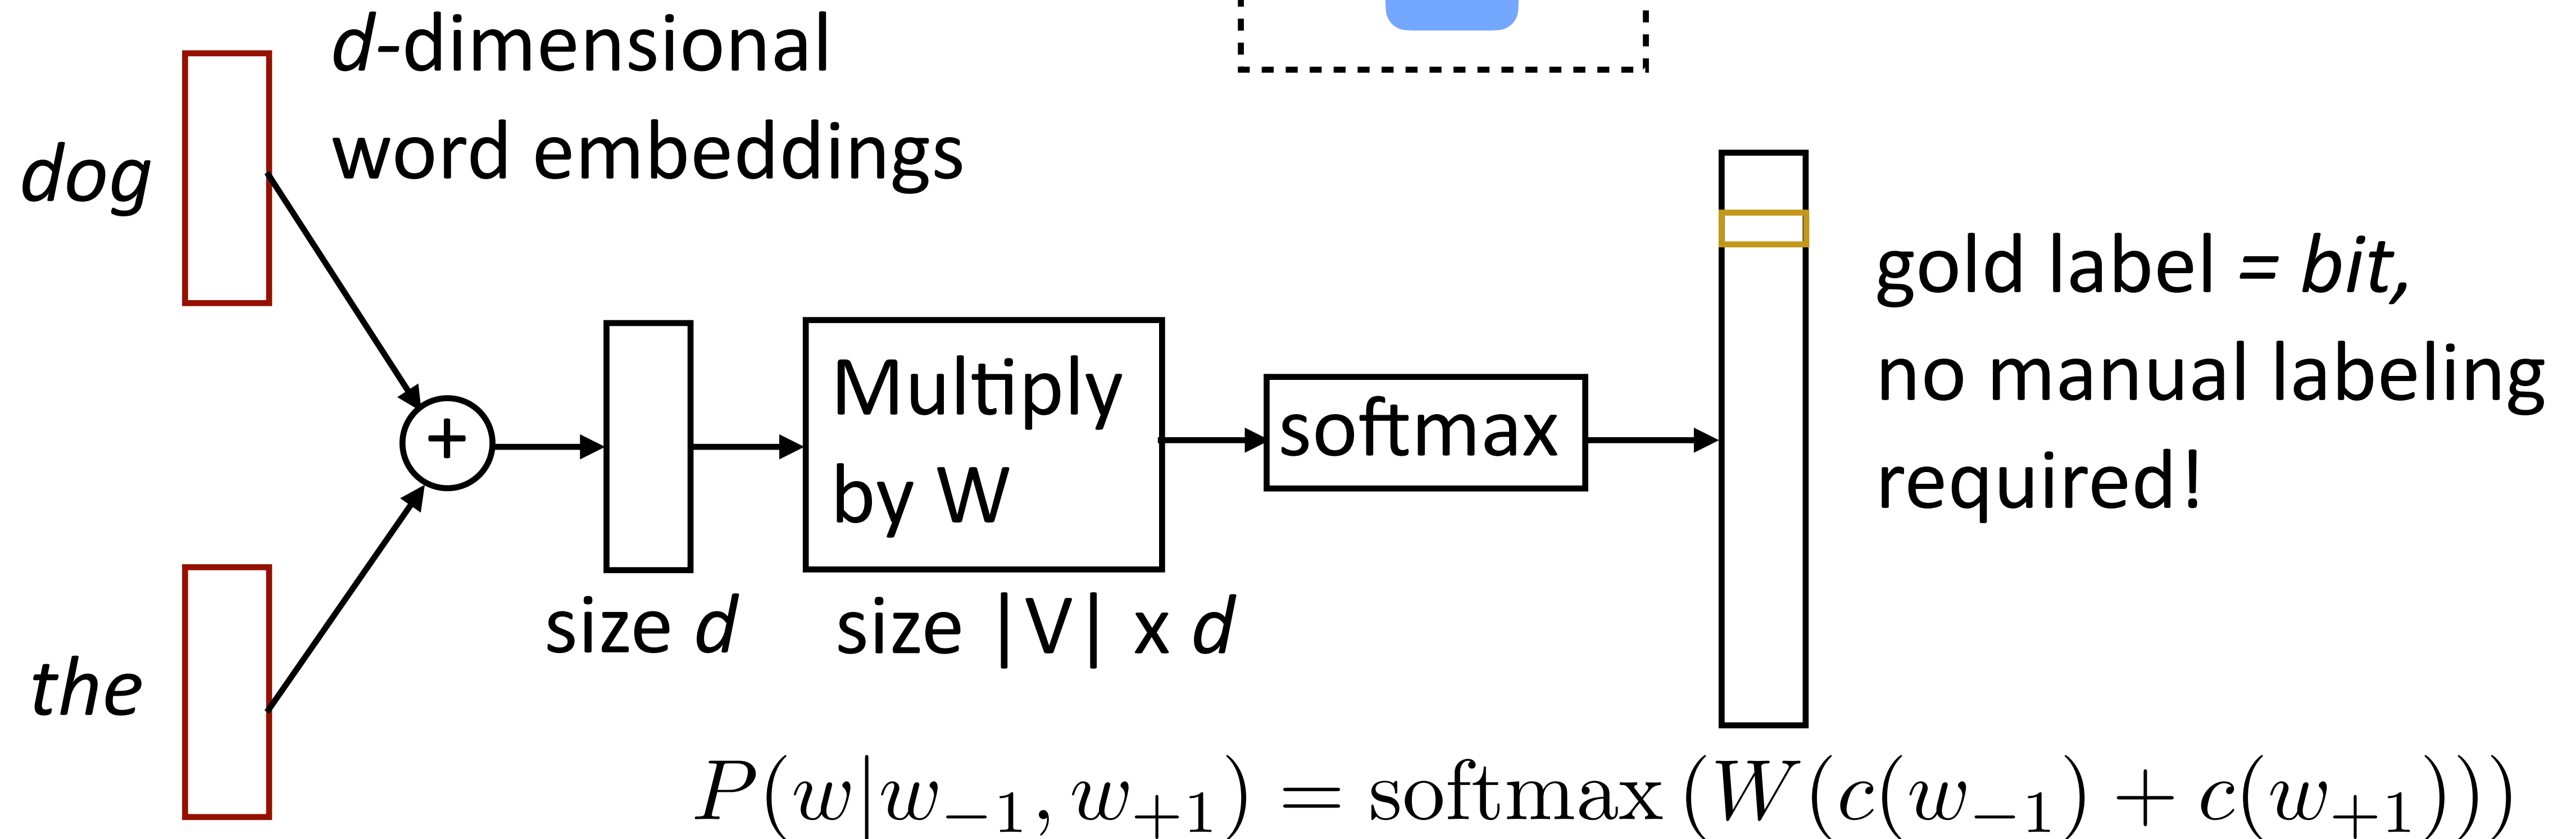 d-dimensional
word embeddings
dog
the
+
size d
Multiply
by W
size |V| x d
softmax
gold label = bit,
no manual labeling
required!
P(w|w₋₁, w₊₁) = softmax (W(c(w₋₁) + c(w₊₁)))